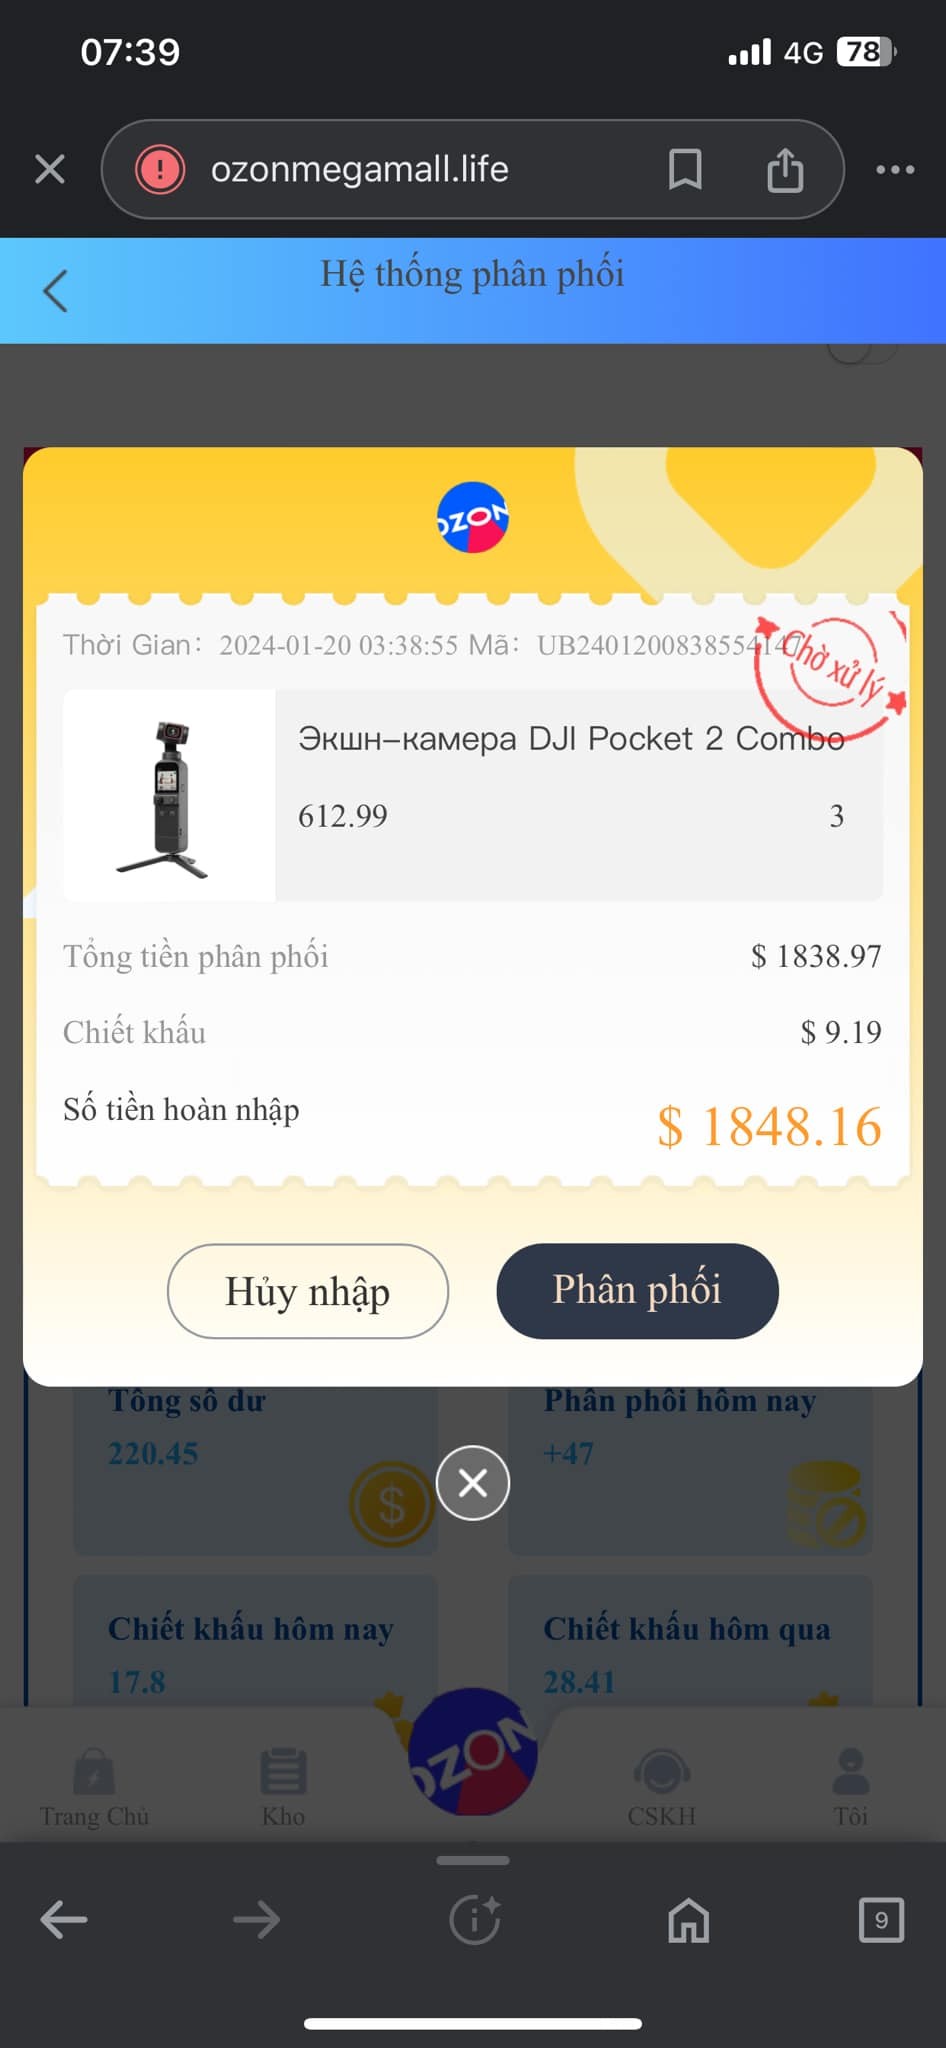 07:39
4G 78
ozonmegamall.life
Hệ thống phân phối
OZON
Thời Gian: 2024-01-20 03:38:55 Mã: UB2401200838554147
Chờ xử lý
Экшн-камера DJI Pocket 2 Combo
612.99 3
Tổng tiền phân phối $ 1838.97
Chiết khấu $ 9.19
Số tiền hoàn nhập $ 1848.16
Hủy nhập Phân phối
Tổng số dư Phân phối hôm nay
220.45 +47
Chiết khấu hôm nay Chiết khấu hôm qua
17.8 28.41
OZON
Trang Chủ Kho CSKH Tôi
9